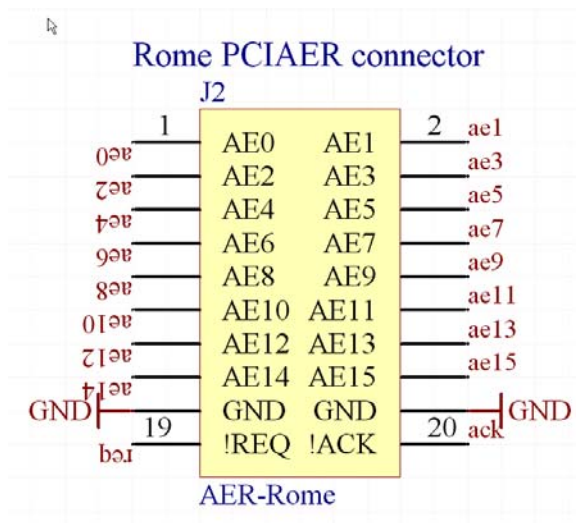 Rome PCIAER connector
J2
1 AE0 AE1 2 ae1
ae0 AE2 AE3 ae3
ae2 AE4 AE5 ae5
ae4 AE6 AE7 ae7
ae6 AE8 AE9 ae9
ae8 AE10 AE11 ae11
ae10 AE12 AE13 ae13
ae12 AE14 AE15 ae15
ae14
GND GND GND GND
19 !REQ !ACK 20 ack
req
AER-Rome